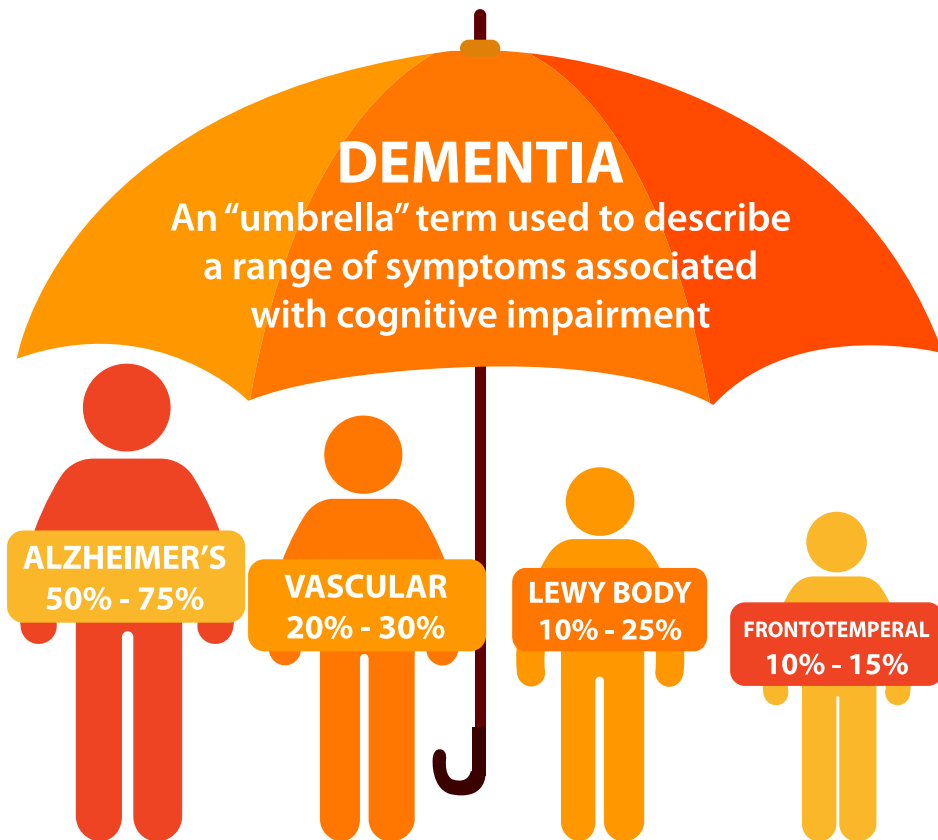 DEMENTIA
An “umbrella” term used to describe
a range of symptoms associated
with cognitive impairment
ALZHEIMER’S
50% - 75%
VASCULAR
20% - 30%
LEWY BODY
10% - 25%
FRONTOTEMPERAL
10% - 15%